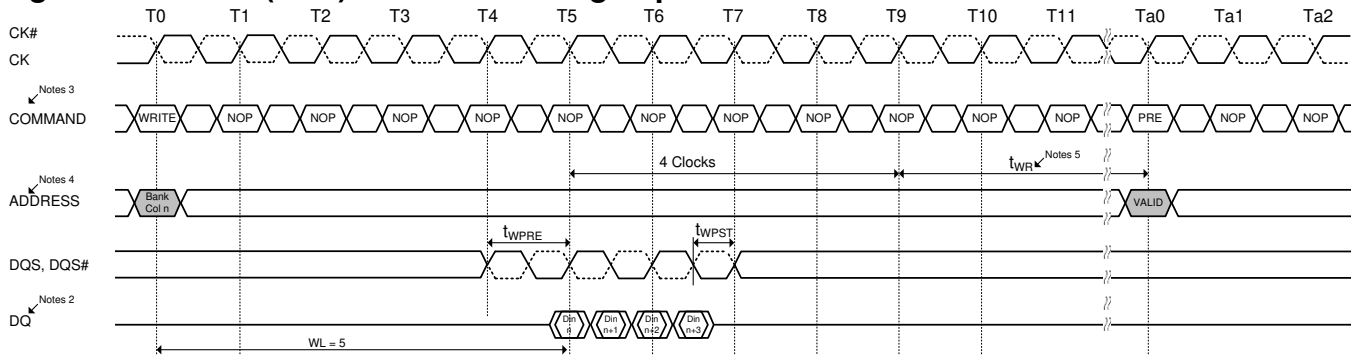 T0 T1 T2 T3 T4 T5 T6 T7 T8 T9 T10 T11 Ta0 Ta1 Ta2
CK#
CK
Notes 3
COMMAND WRITE NOP NOP NOP NOP NOP NOP NOP NOP NOP NOP NOP PRE NOP NOP
4 Clocks tWR Notes 5
Notes 4
ADDRESS Bank Col n VALID
tWPRE tWPST
DQS, DQS#
Notes 2
DQ Din n Din n+1 Din n+2 Din n+3
WL = 5